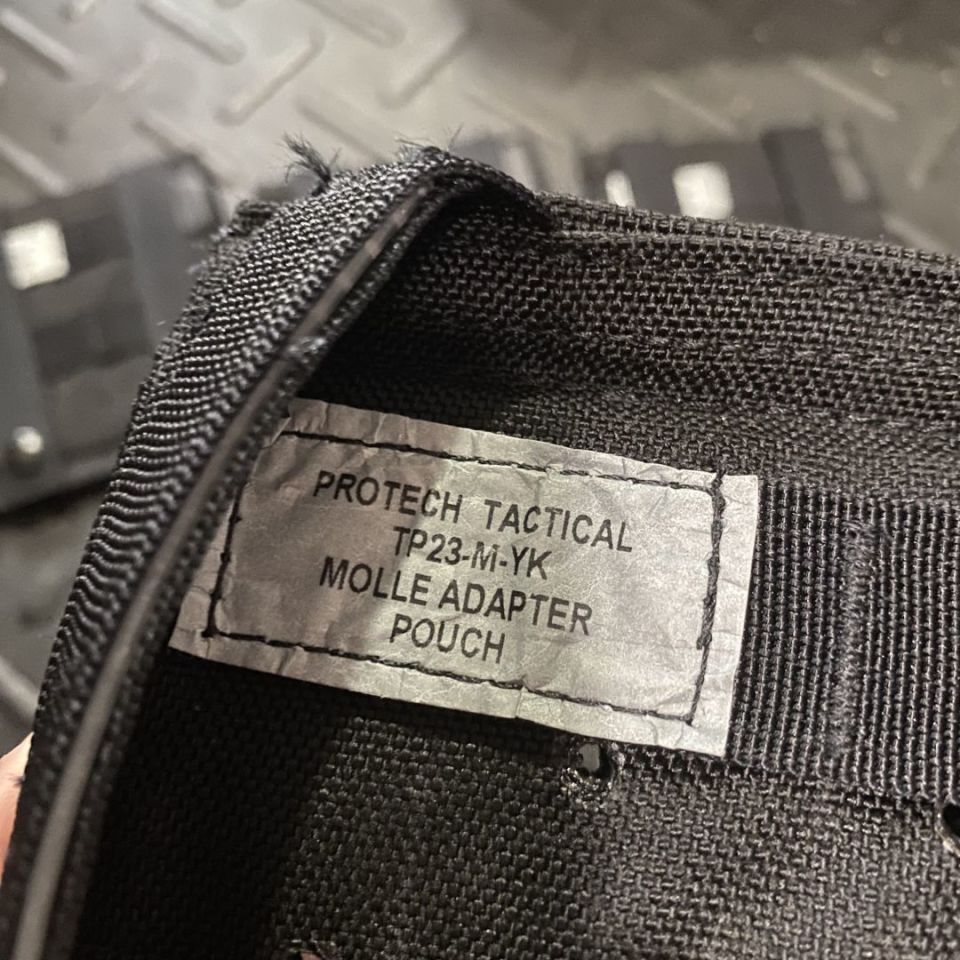 PROTECH TACTICAL
TP23-M-YK
MOLLE ADAPTER
POUCH